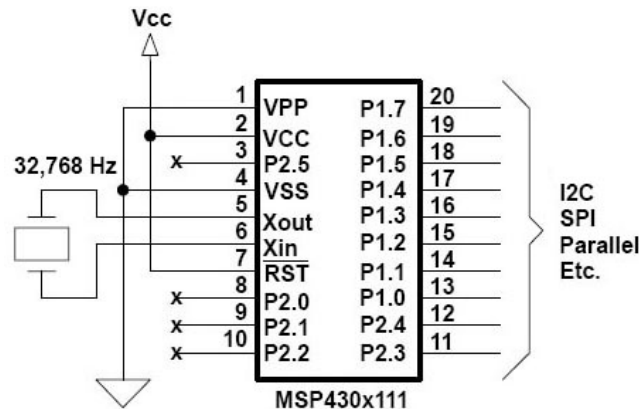 Vcc
1 VPP P1.7 20
2 VCC P1.6 19
32,768 Hz x 3 P2.5 P1.5 18
4 VSS P1.4 17
5 Xout P1.3 16
6 Xin P1.2 15
7 RST P1.1 14
x 8 P2.0 P1.0 13
x 9 P2.1 P2.4 12
x 10 P2.2 P2.3 11
I2C
SPI
Parallel
Etc.
MSP430x111